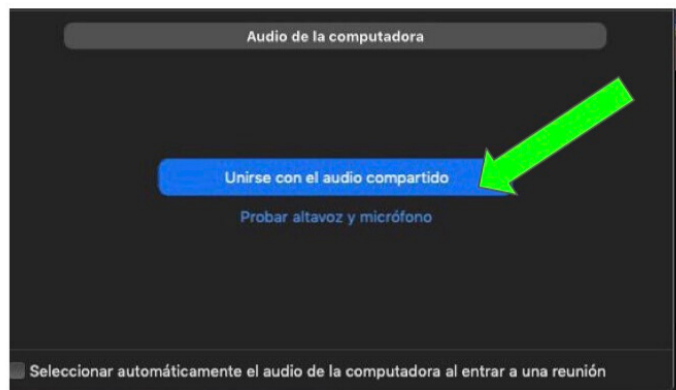 Audio de la computadora
Unirse con el audio compartido
Probar altavoz y micrófono
Seleccionar automáticamente el audio de la computadora al entrar a una reunión